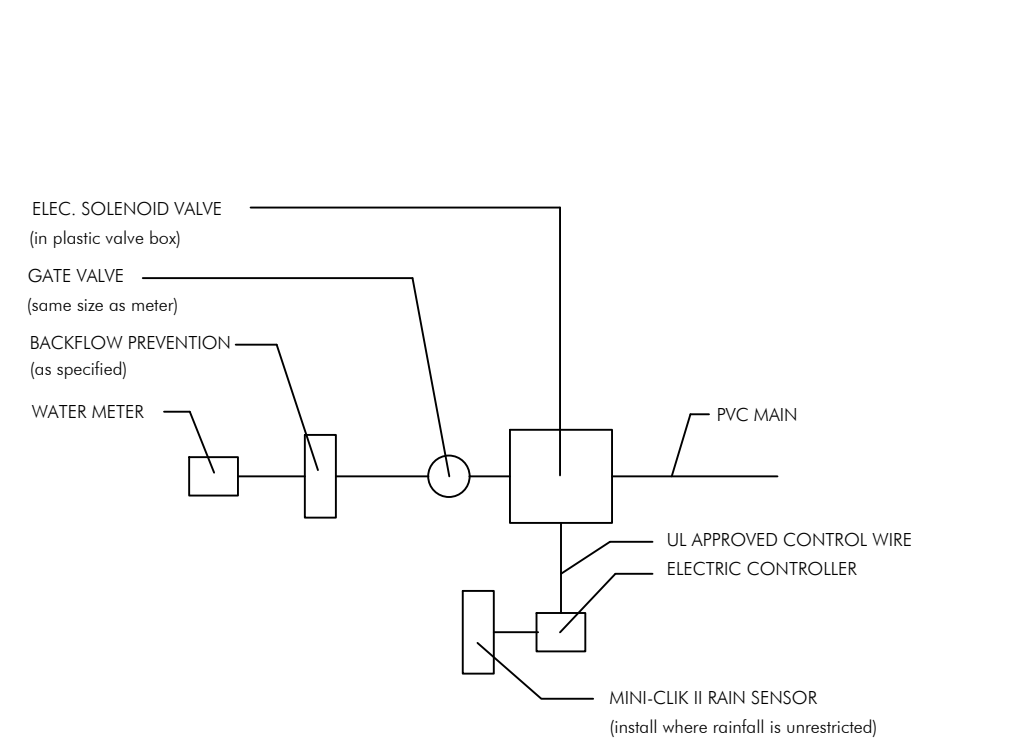 ELEC. SOLENOID VALVE
(in plastic valve box)
GATE VALVE
(same size as meter)
BACKFLOW PREVENTION
(as specified)
WATER METER
PVC MAIN
UL APPROVED CONTROL WIRE
ELECTRIC CONTROLLER
MINI-CLIK II RAIN SENSOR
(install where rainfall is unrestricted)